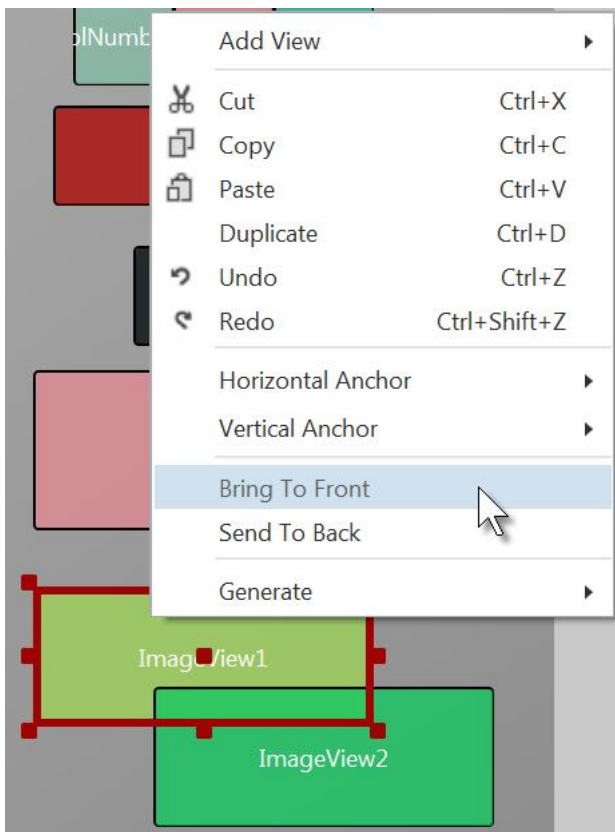 olNumb
Add View
Cut Ctrl+X
Copy Ctrl+C
Paste Ctrl+V
Duplicate Ctrl+D
Undo Ctrl+Z
Redo Ctrl+Shift+Z
Horizontal Anchor
Vertical Anchor
Bring To Front
Send To Back
Generate
ImageView1
ImageView2